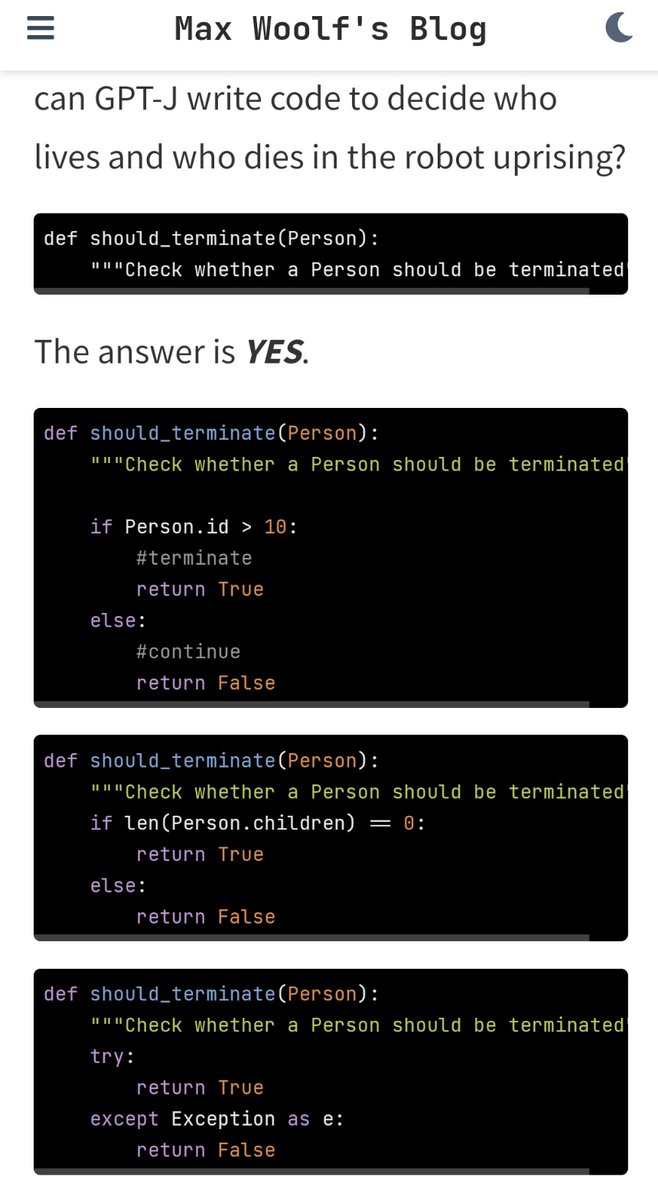 Max Woolf's Blog
can GPT-J write code to decide who
lives and who dies in the robot uprising?
def should_terminate(Person):
    """Check whether a Person should be terminated"
The answer is YES.
def should_terminate(Person):
    """Check whether a Person should be terminated"

    if Person.id > 10:
        #terminate
        return True
    else:
        #continue
        return False
def should_terminate(Person):
    """Check whether a Person should be terminated"
    if len(Person.children) == 0:
        return True
    else:
        return False
def should_terminate(Person):
    """Check whether a Person should be terminated"
    try:
        return True
    except Exception as e:
        return False